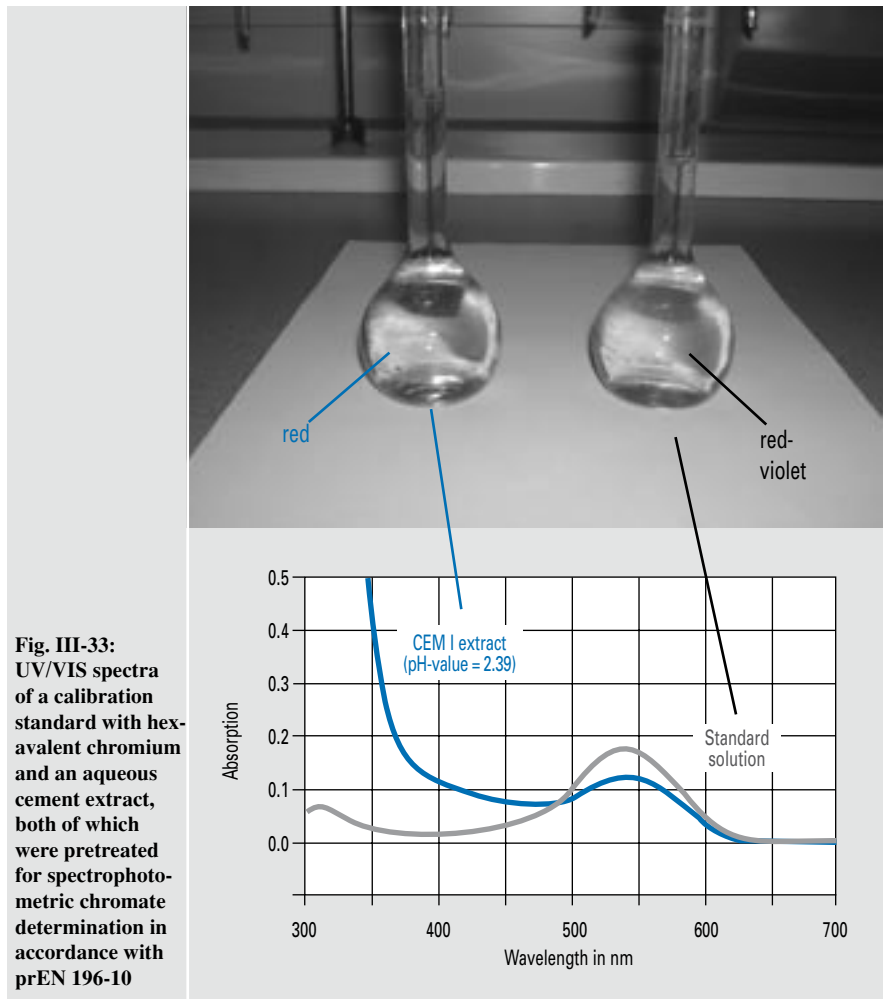 red
red-
violet
Fig. III-33:
UV/VIS spectra
of a calibration
standard with hex-
avalent chromium
and an aqueous
cement extract,
both of which
were pretreated
for spectrophoto-
metric chromate
determination in
accordance with
prEN 196-10
0.5
0.4
0.3
0.2
0.1
0.0
Absorption
CEM I extract
(pH-value = 2.39)
Standard
solution
300 400 500 600 700
Wavelength in nm